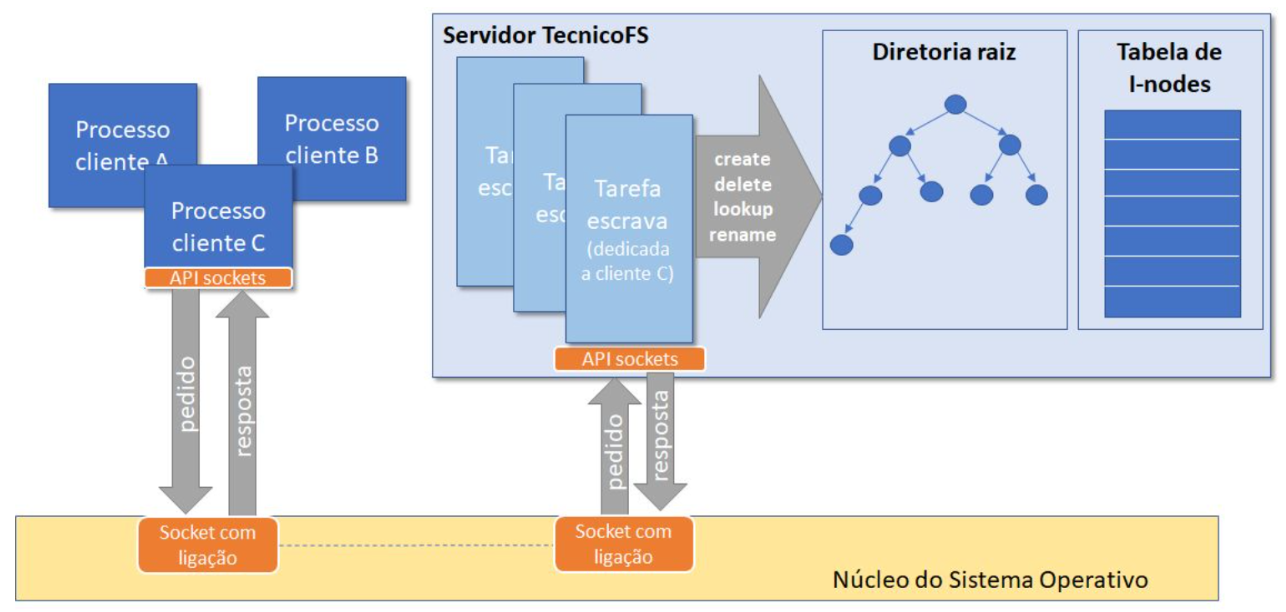 Servidor TecnicoFS
Processo
cliente A
Processo
cliente B
Processo
cliente C
API sockets
pedido
resposta
Ta
esc
Ta
esc
Tarefa
escrava
(dedicada
a cliente C)
API sockets
pedido
resposta
create
delete
lookup
rename
Diretoria raiz
Tabela de
I-nodes
Socket com
ligação
Socket com
ligação
Núcleo do Sistema Operativo